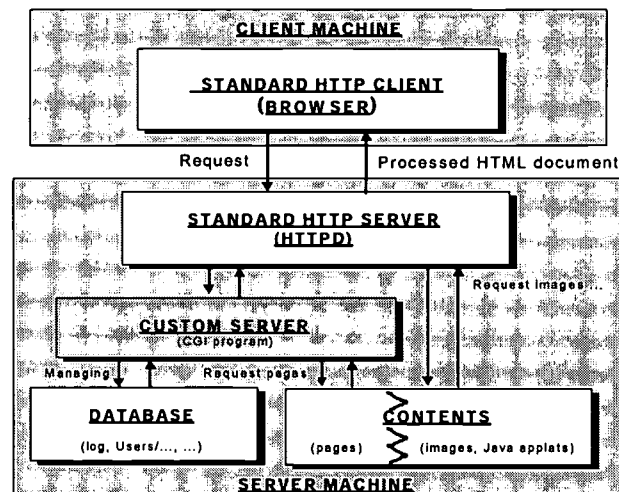 CLIENT MACHINE
STANDARD HTTP CLIENT
(BROWSER)
Request
Processed HTML document
STANDARD HTTP SERVER
(HTTPD)
Request images ...
CUSTOM SERVER
(CGI program)
Managing
Request pages
DATABASE
(log, Users/..., ...)
CONTENTS
(pages)
(images, Java applats)
SERVER MACHINE